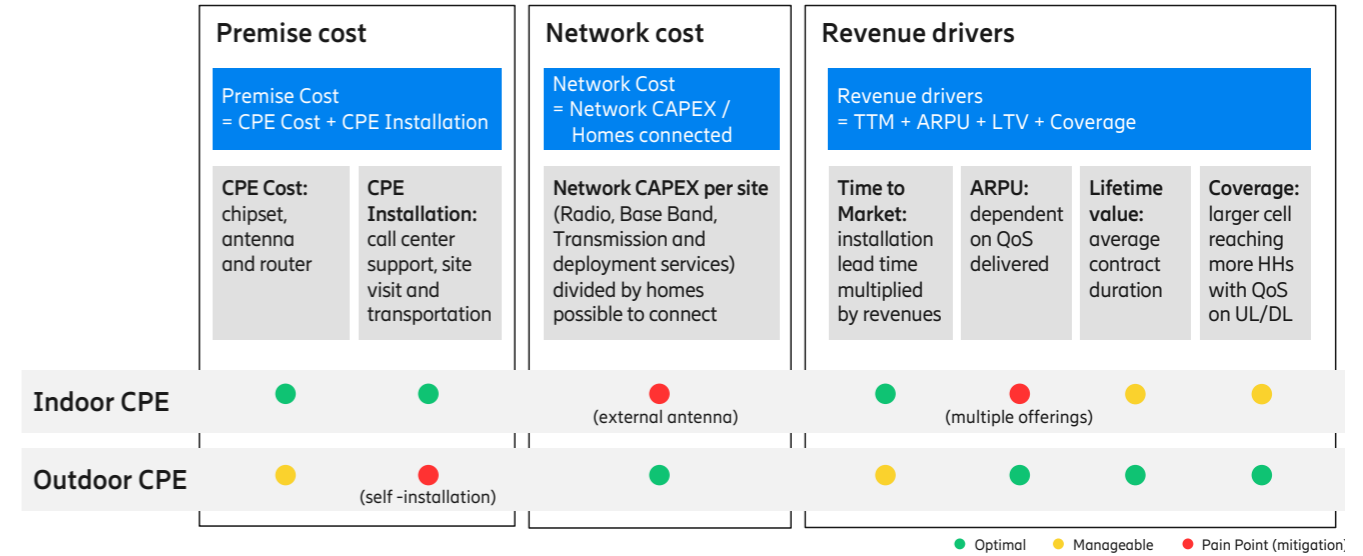 Premise cost
Premise Cost
= CPE Cost + CPE Installation
CPE Cost:
chipset,
antenna
and router
CPE
Installation:
call center
support, site
visit and
transportation
Network cost
Network Cost
= Network CAPEX /
Homes connected
Network CAPEX per site
(Radio, Base Band,
Transmission and
deployment services)
divided by homes
possible to connect
Revenue drivers
Revenue drivers
= TTM + ARPU + LTV + Coverage
Time to
Market:
installation
lead time
multiplied
by revenues
ARPU:
dependent
on QoS
delivered
Lifetime
value:
average
contract
duration
Coverage:
larger cell
reaching
more HHs
with QoS
on UL/DL
Indoor CPE
(external antenna)
(multiple offerings)
Outdoor CPE
(self -installation)
Optimal
Manageable
Pain Point (mitigation)